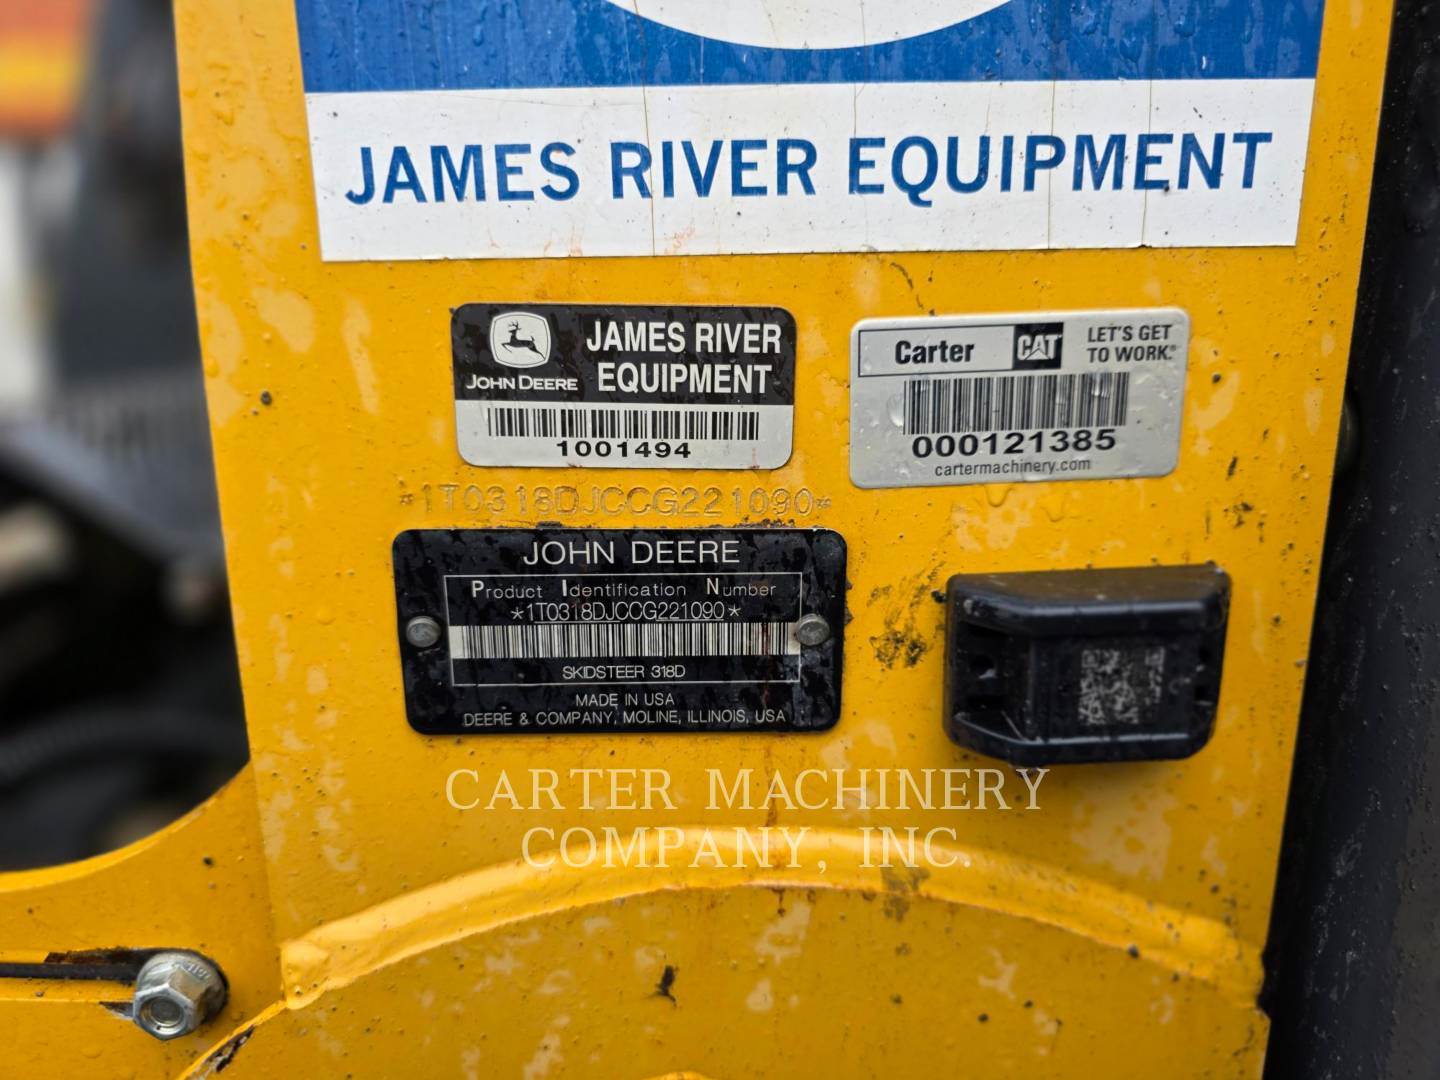 JAMES RIVER EQUIPMENT
JOHN DEERE
JAMES RIVER
EQUIPMENT
1001494
Carter CAT LET'S GET
TO WORK.®
000121385
cartermachinery.com
*1T0318DJCCG221090*
JOHN DEERE
Product Identification Number
*1T0318DJCCG221090*
SKIDSTEER 318D
MADE IN USA
DEERE & COMPANY, MOLINE, ILLINOIS, USA
CARTER MACHINERY
COMPANY, INC.